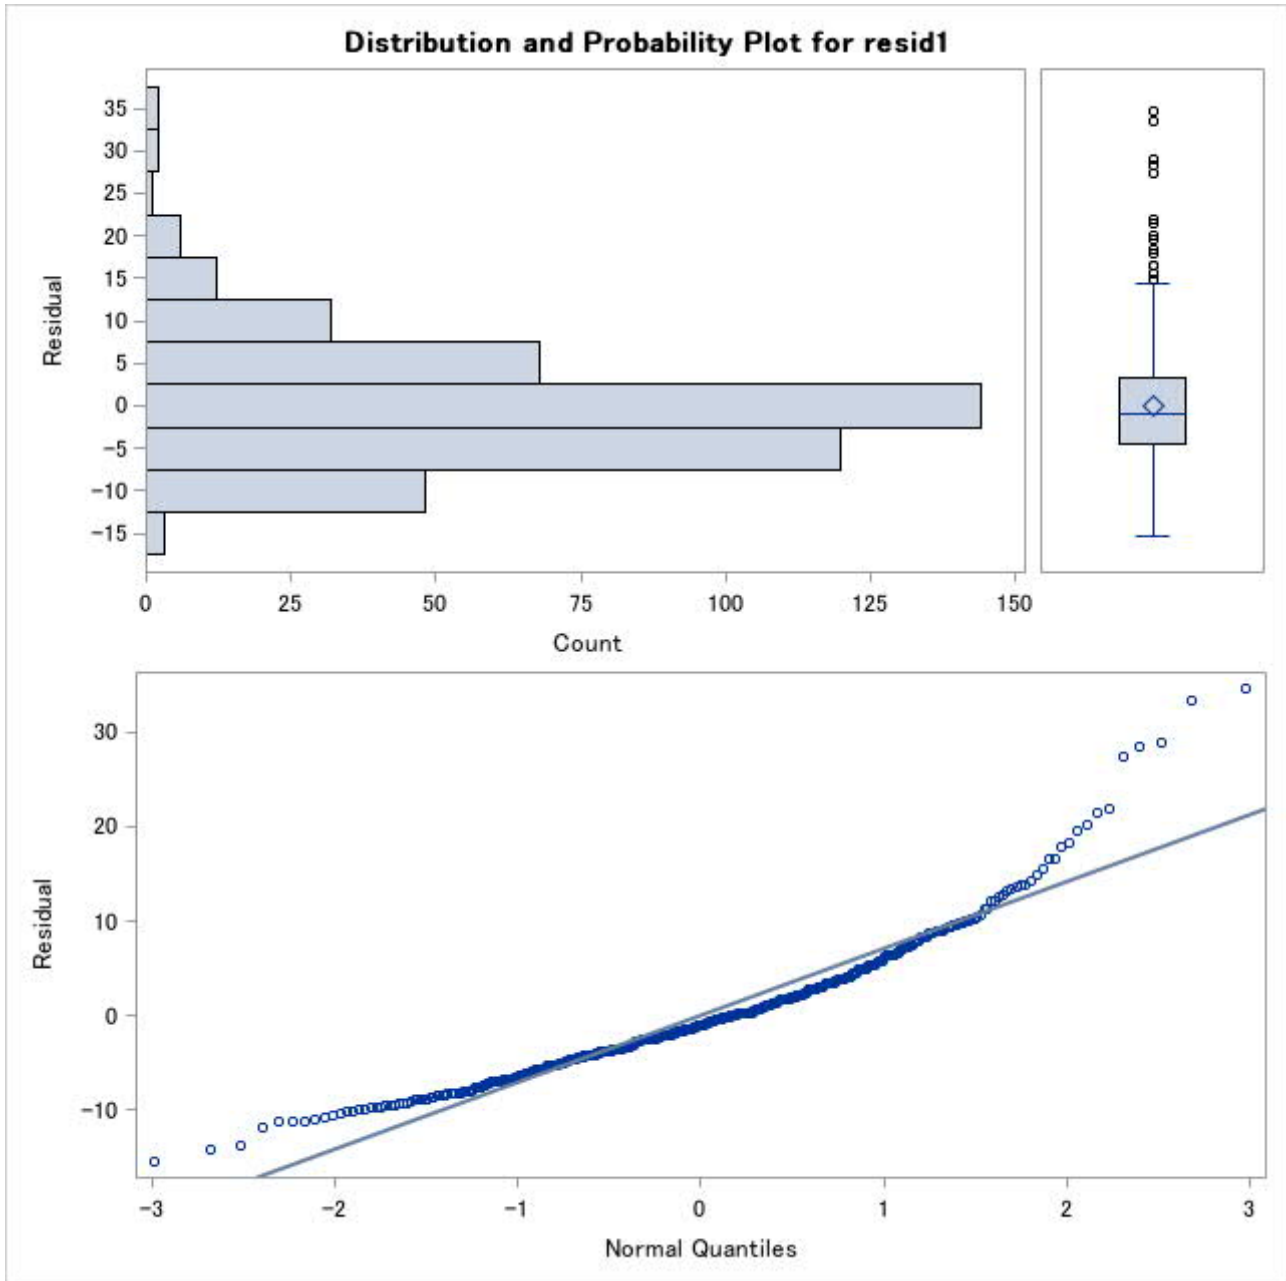 Distribution and Probability Plot for resid1
35
30
25
20
15
10
5
0
−5
−10
−15
Residual
0 25 50 75 100 125 150
Count
30
20
10
0
−10
Residual
−3 −2 −1 0 1 2 3
Normal Quantiles